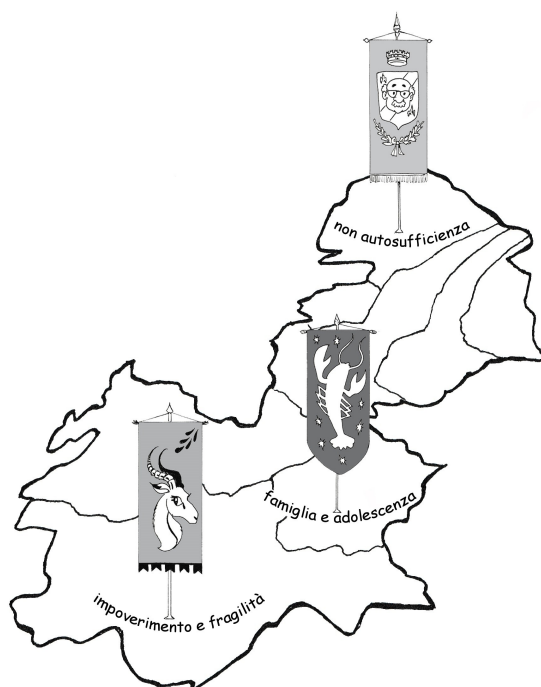 non autosufficienza
famiglia e adolescenza
impoverimento e fragilità